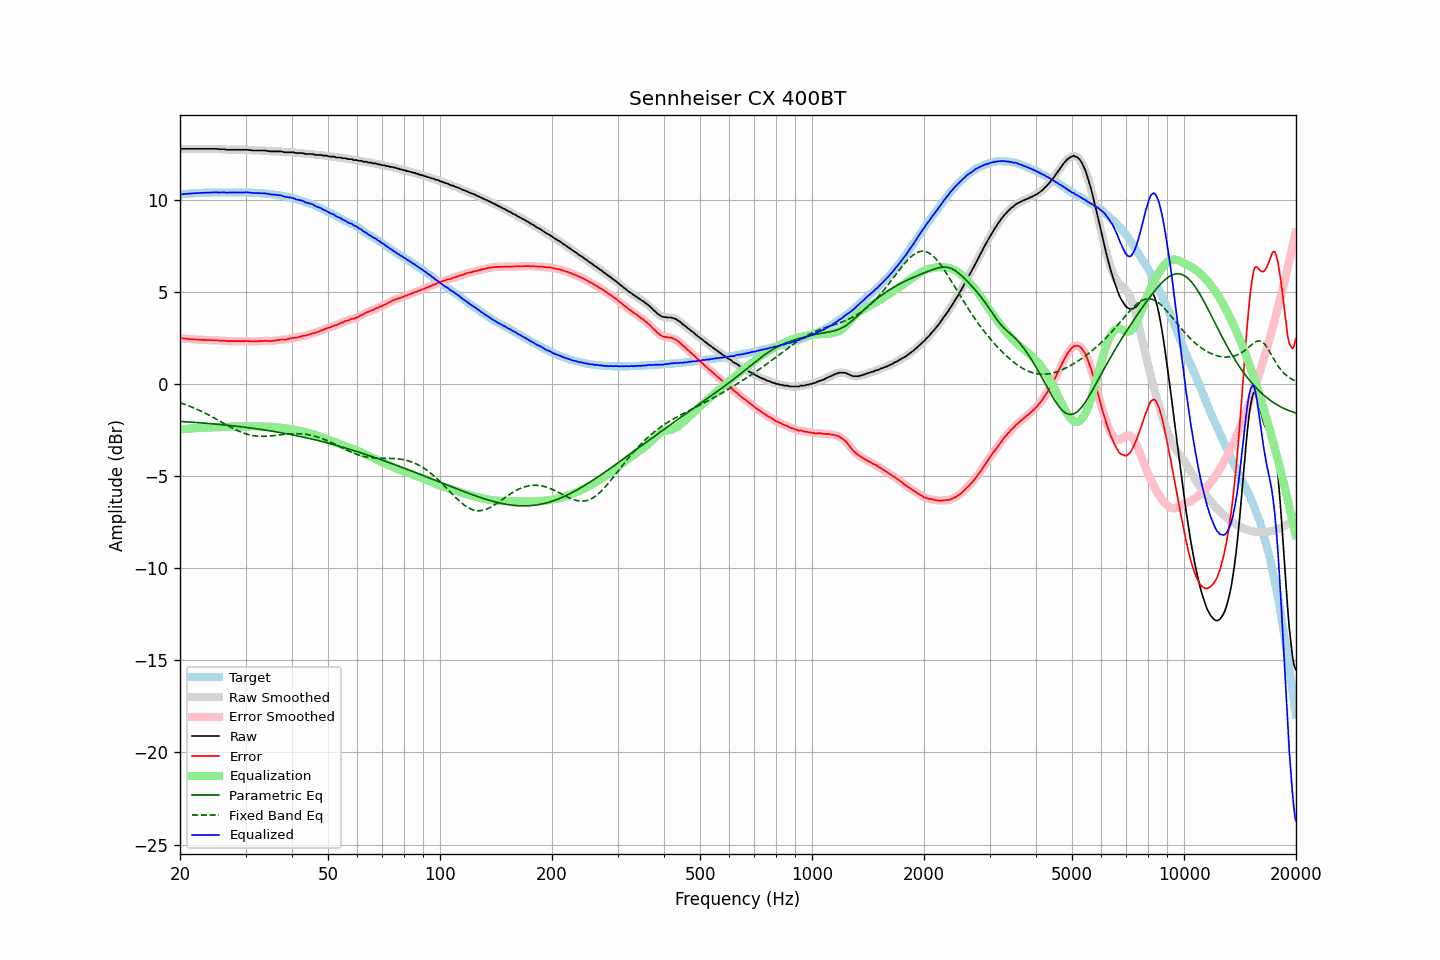 Sennheiser CX 400BT
Amplitude (dBr)
10
5
0
−5
−10
−15
−20
−25
Target
Raw Smoothed
Error Smoothed
Raw
Error
Equalization
Parametric Eq
Fixed Band Eq
Equalized
20 50 100 200 500 1000 2000 5000 10000 20000
Frequency (Hz)